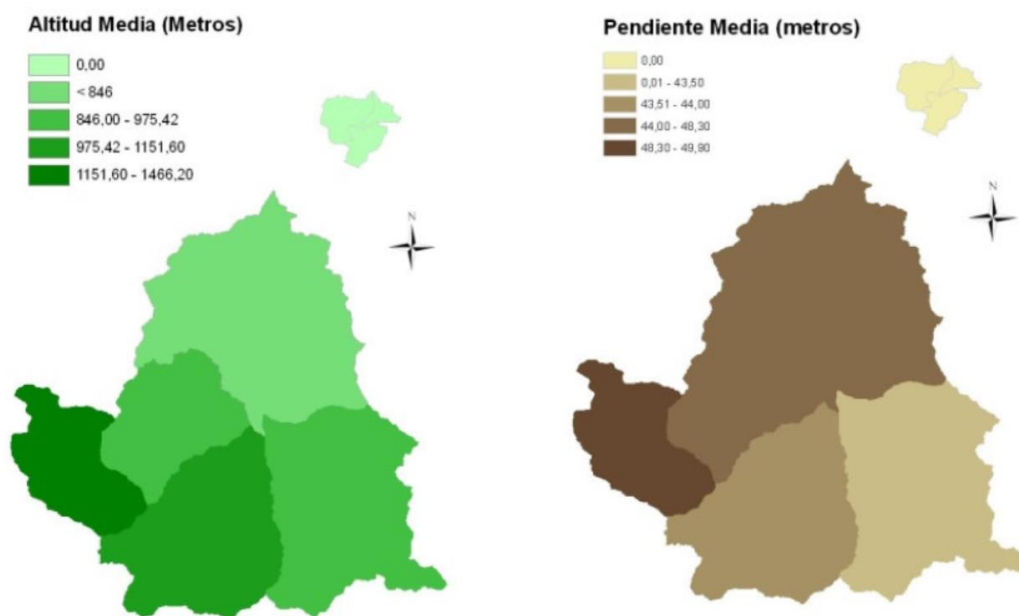 Altitud Media (Metros)
0,00
< 846
846,00 - 975,42
975,42 - 1151,60
1151,60 - 1466,20
N
Pendiente Media (metros)
0,00
0,01 - 43,50
43,51 - 44,00
44,00 - 48,30
48,30 - 49,90
N